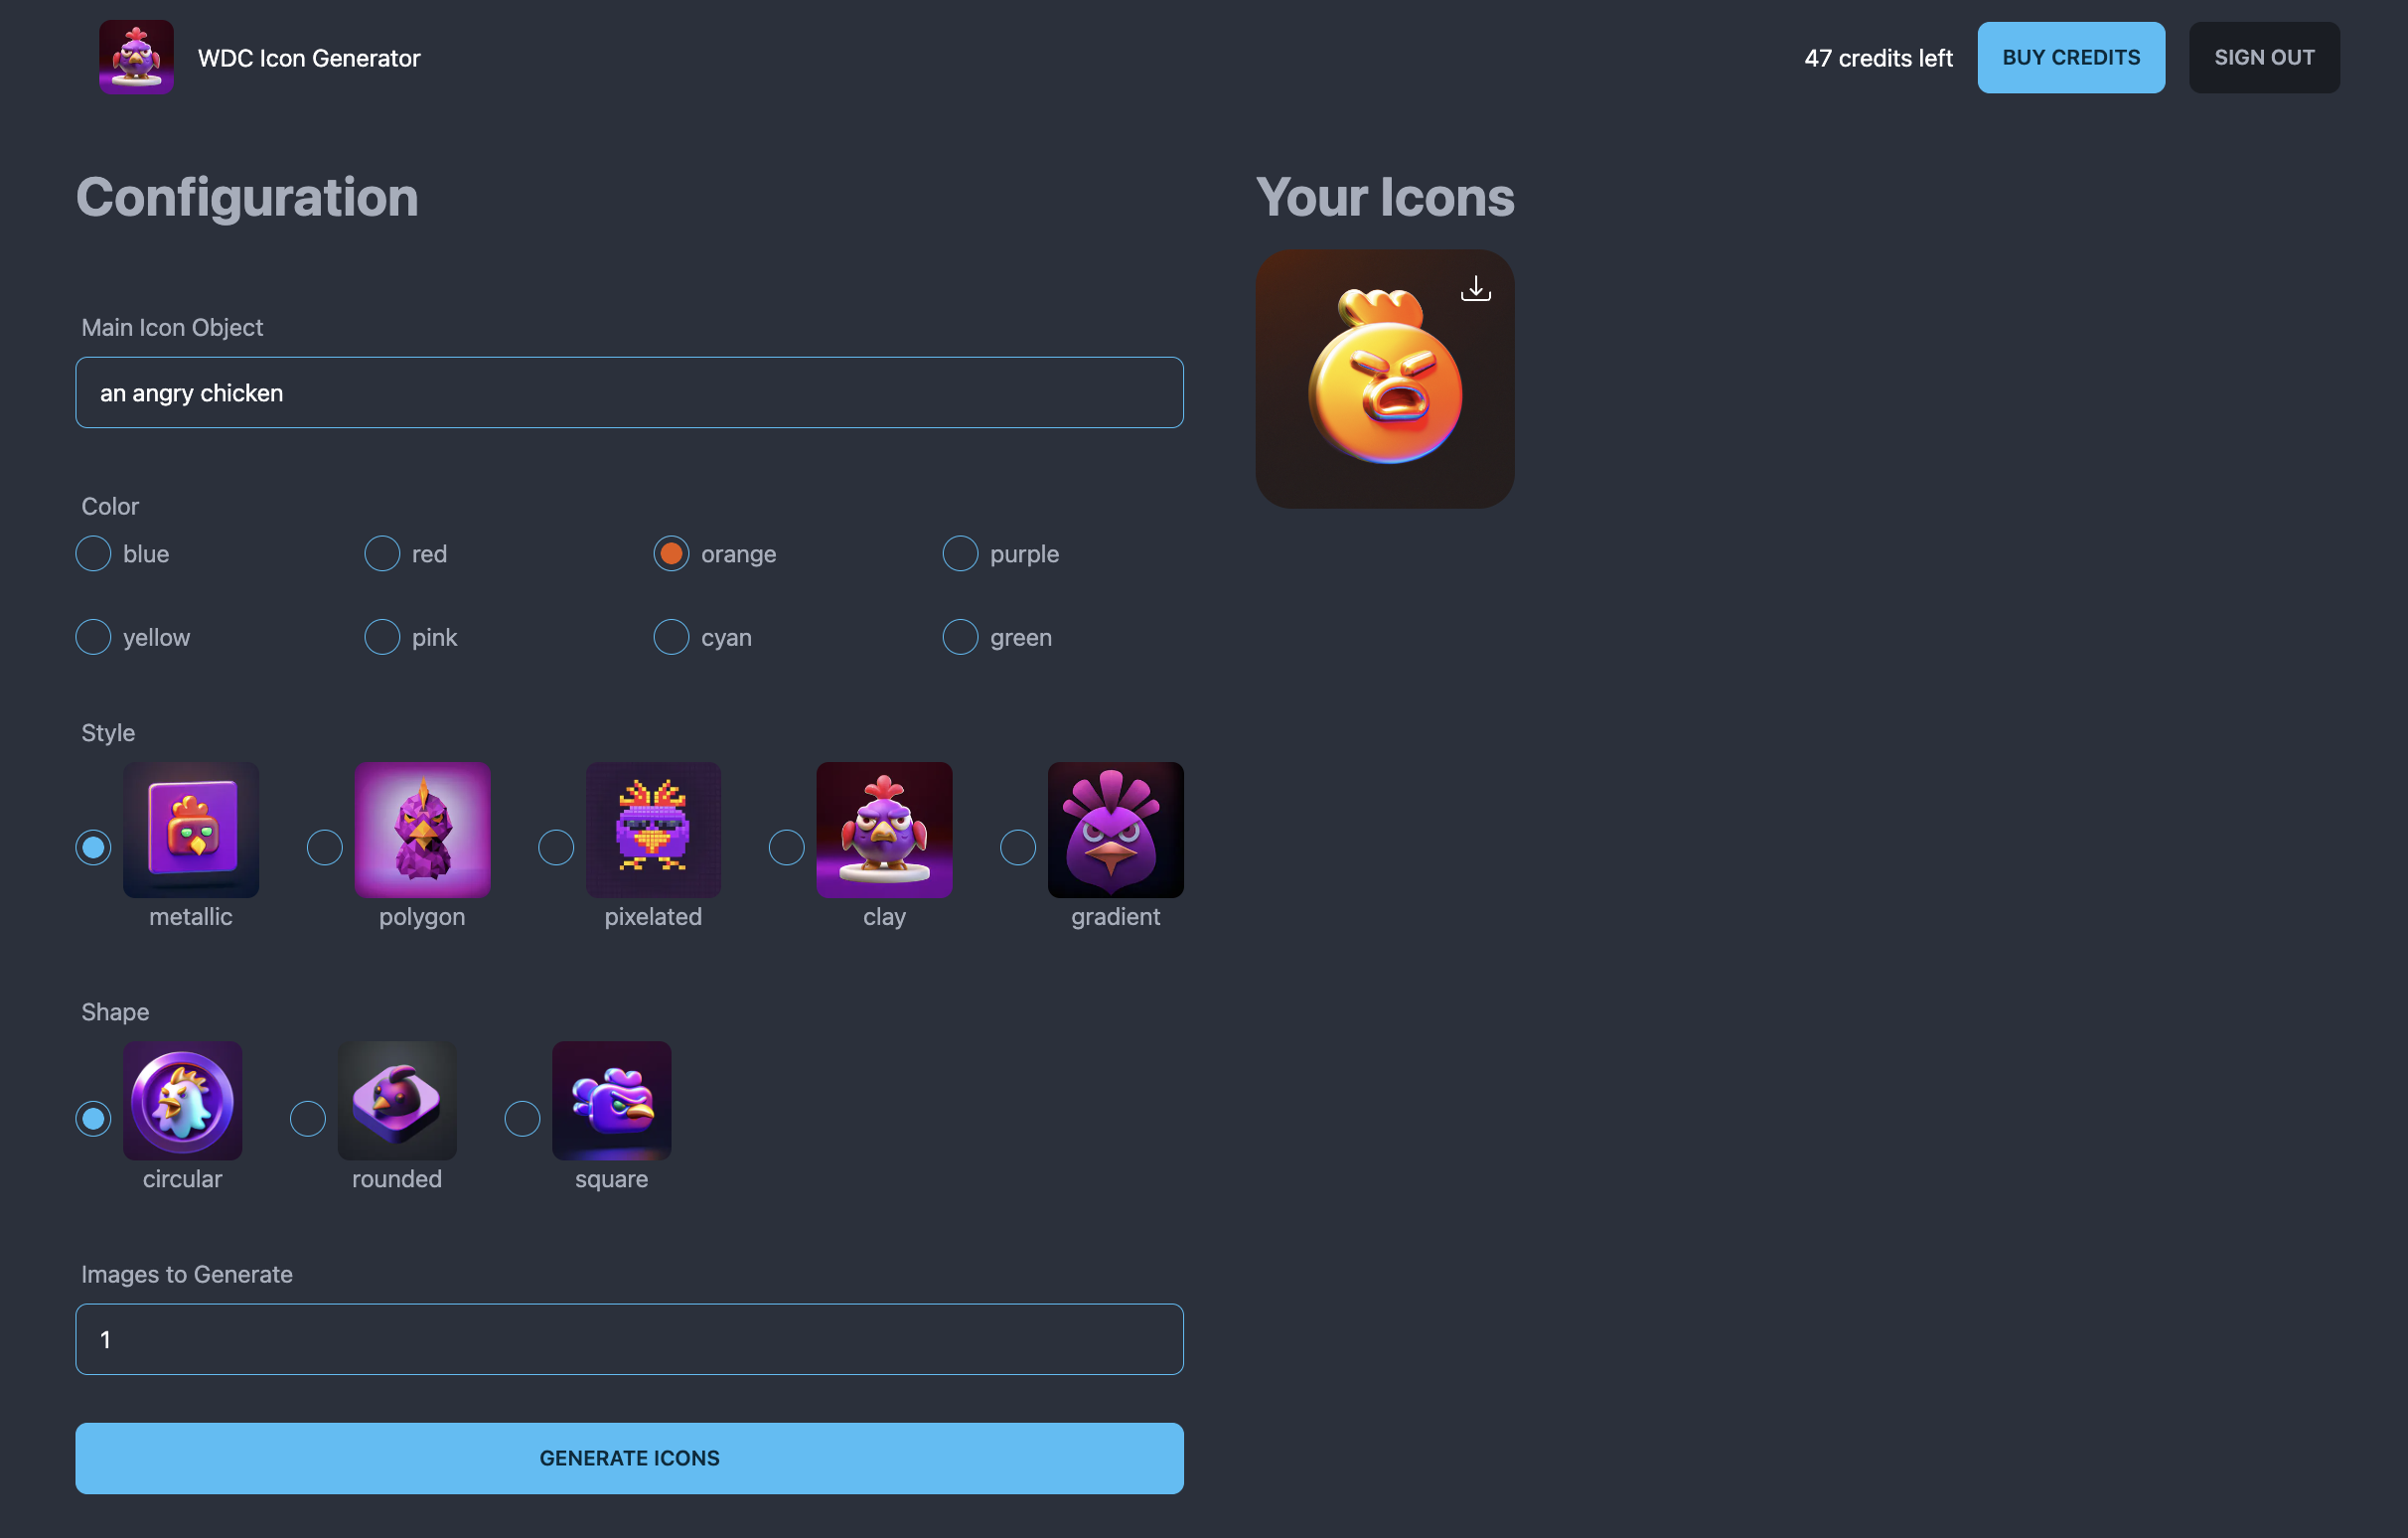 WDC Icon Generator
47 credits left
BUY CREDITS
SIGN OUT
Configuration
Main Icon Object
an angry chicken
Color
blue
red
orange
purple
yellow
pink
cyan
green
Style
metallic
polygon
pixelated
clay
gradient
Shape
circular
rounded
square
Images to Generate
1
GENERATE ICONS
Your Icons